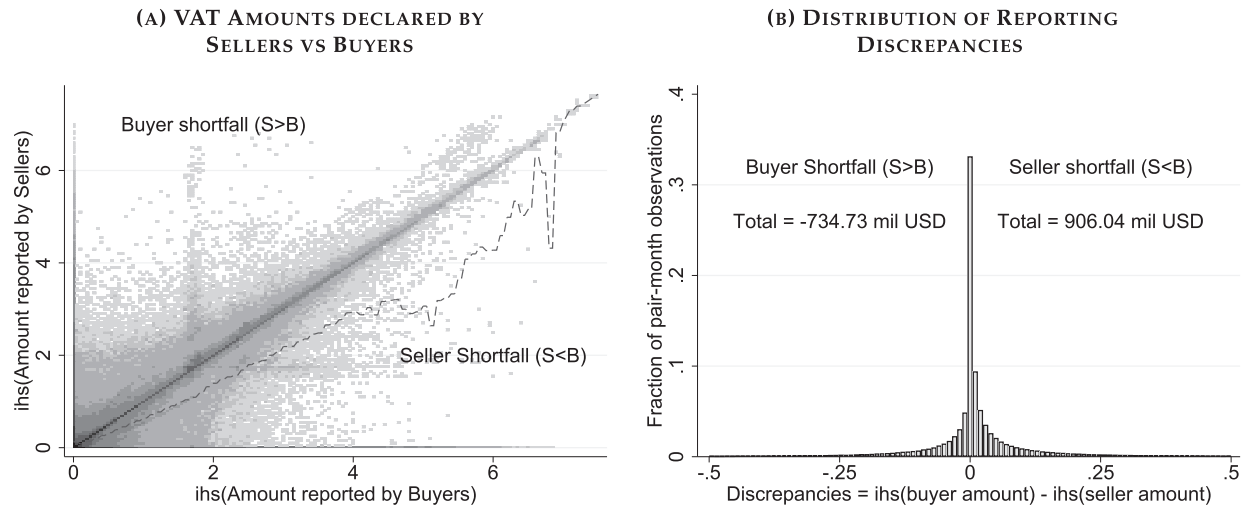 (A) VAT AMOUNTS DECLARED BY
SELLERS VS BUYERS
ihs(Amount reported by Sellers)
6
4
2
0
Buyer shortfall (S>B)
Seller Shortfall (S<B)
0 2 4 6
ihs(Amount reported by Buyers)
(B) DISTRIBUTION OF REPORTING
DISCREPANCIES
Fraction of pair-month observations
.4
.3
.2
.1
0
Buyer Shortfall (S>B) Seller shortfall (S<B)
Total = -734.73 mil USD Total = 906.04 mil USD
-.5 -.25 0 .25 .5
Discrepancies = ihs(buyer amount) - ihs(seller amount)